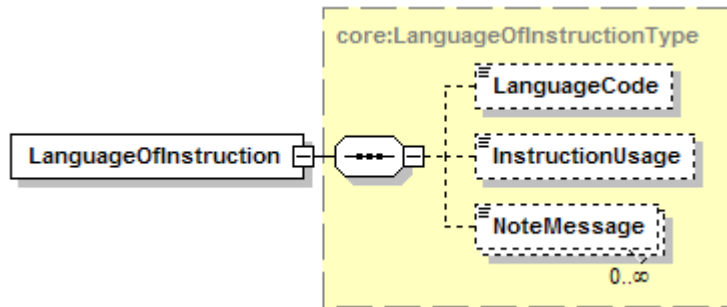 core:LanguageOfInstructionType
LanguageCode
LanguageOfInstruction
InstructionUsage
NoteMessage
0..∞